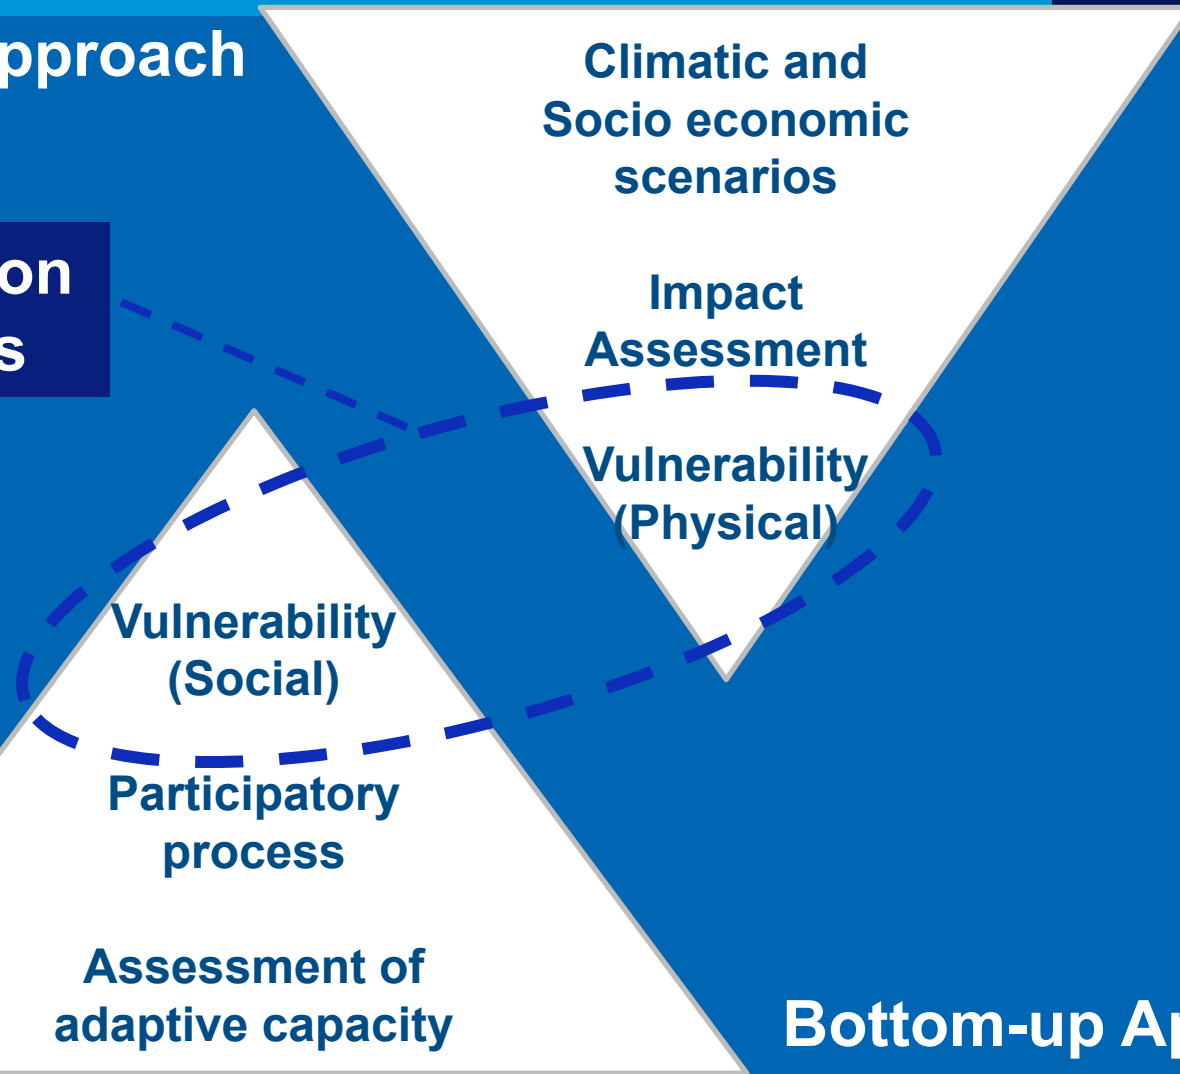 pproach
Climatic and
Socio economic
scenarios
on
s
Impact
Assessment
Vulnerability
(Physical)
Vulnerability
(Social)
Participatory
process
Assessment of
adaptive capacity
Bottom-up Ap